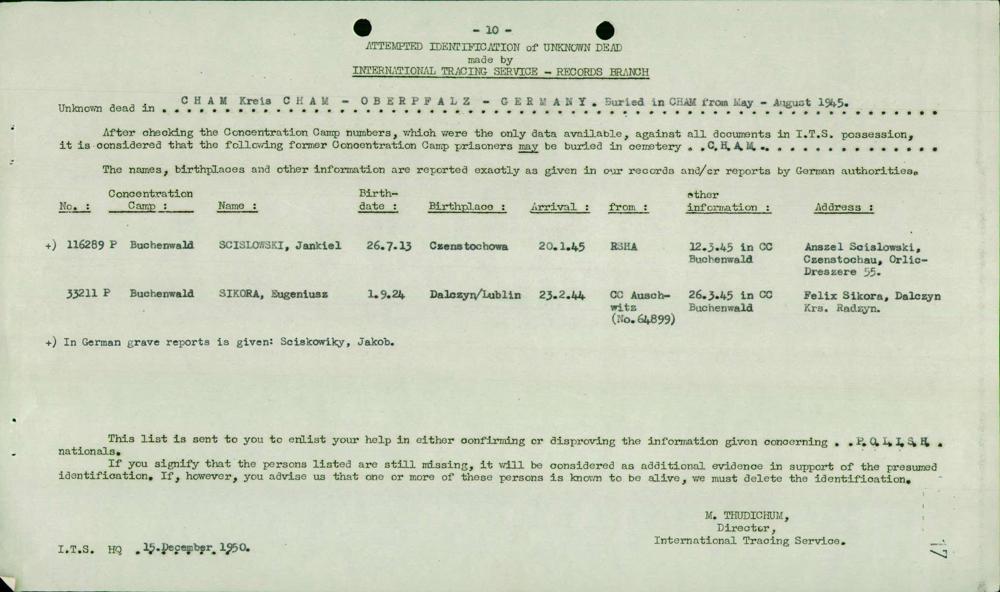 - 10 -
ATTEMPTED IDENTIFICATION of UNKNOWN DEAD
made by
INTERNATIONAL TRACING SERVICE - RECORDS BRANCH
Unknown dead in . CHAM Kreis CHAM - OBERPFALZ - GERMANY. Buried in CHAM from May - August 1945.
After checking the Concentration Camp numbers, which were the only data available, against all documents in I.T.S. possession,
it is considered that the following former Concentration Camp prisoners may be buried in cemetery . .C.H.A.M. . . . . . . . . . . . . . .
The names, birthplaces and other information are reported exactly as given in our records and/or reports by German authorities.
No. : Concentration Camp : Name : Birth-date : Birthplace : Arrival : from : other information : Address :
+) 116289 P Buchenwald SCISLOWSKI, Jankiel 26.7.13 Czenstochowa 20.1.45 RSHA 12.3.45 in CC Anszel Scislowski,
Buchenwald Czenstochau, Orlic-
Dreszere 55.
33211 P Buchenwald SIKORA, Eugeniusz 1.9.24 Dalczyn/Lublin 23.2.44 CC Ausch- 26.3.45 in CC Felix Sikora, Dalczyn
witz Buchenwald Krs. Radzyn.
(No.64899)
+) In German grave reports is given: Sciskowiky, Jakob.
This list is sent to you to enlist your help in either confirming or disproving the information given concerning . .P.O.L.I.S.H .
nationals.
If you signify that the persons listed are still missing, it will be considered as additional evidence in support of the presumed
identification. If, however, you advise us that one or more of these persons is known to be alive, we must delete the identification.
M. THUDICHUM,
Director,
International Tracing Service.
I.T.S. HQ .15.December.1950.
17